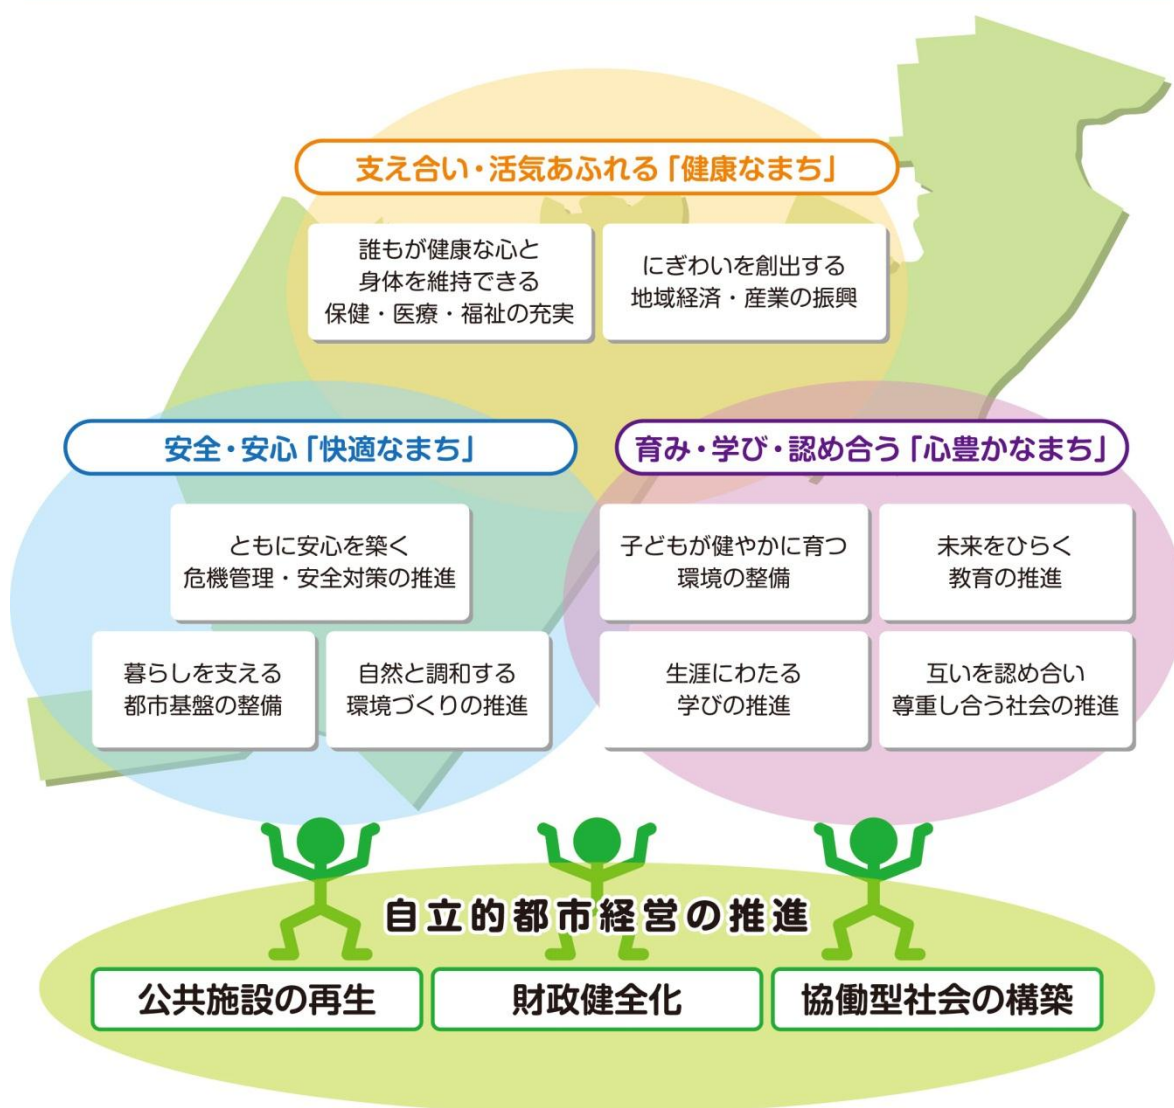 支え合い・活気あふれる「健康なまち」
誰もが健康な心と
身体を維持できる
保健・医療・福祉の充実
にぎわいを創出する
地域経済・産業の振興
安全・安心「快適なまち」
ともに安心を築く
危機管理・安全対策の推進
暮らしを支える
都市基盤の整備
自然と調和する
環境づくりの推進
育み・学び・認め合う「心豊かなまち」
子どもが健やかに育つ
環境の整備
未来をひらく
教育の推進
生涯にわたる
学びの推進
互いを認め合い
尊重し合う社会の推進
自立的都市経営の推進
公共施設の再生
財政健全化
協働型社会の構築